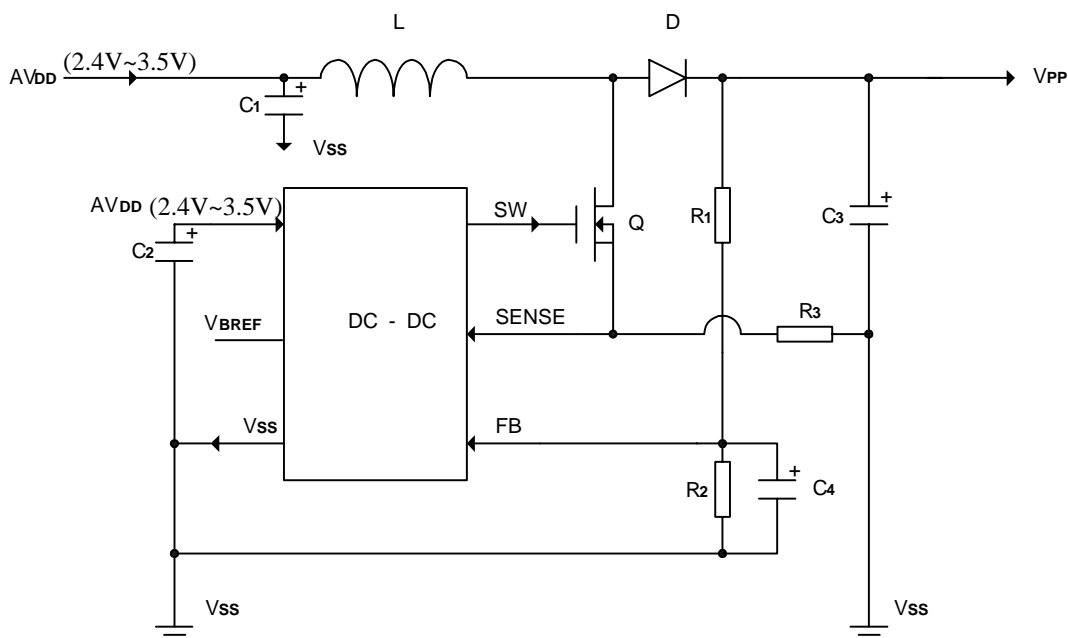 L
D
AVDD (2.4V~3.5V)
VPP
C1
+
VSS
AVDD (2.4V~3.5V)
+
C2
SW
Q
R1
C3
+
DC - DC
VBREF
SENSE
R3
VSS
FB
R2
+
C4
VSS
VSS